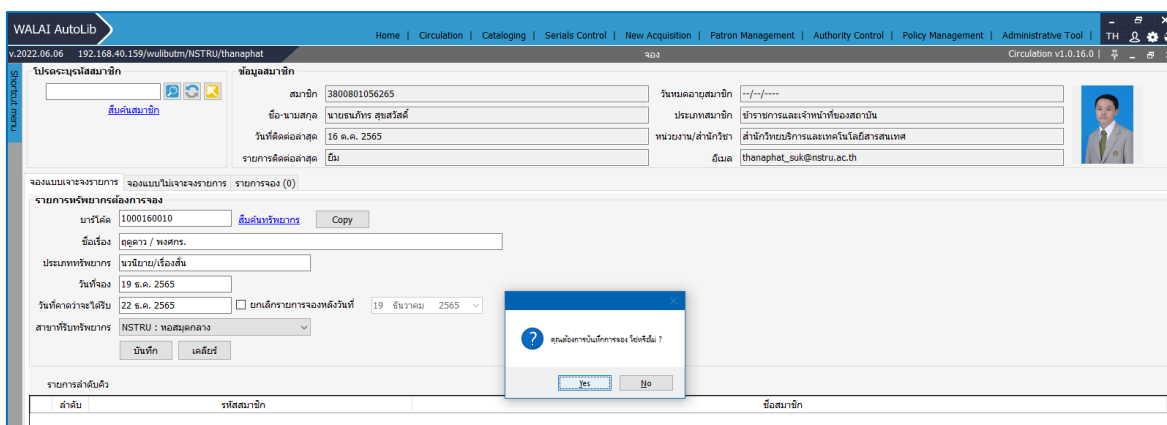 WALAI AutoLib
Home | Circulation | Cataloging | Serials Control | New Acquisition | Patron Management | Authority Control | Policy Management | Administrative Tool | TH
v.2022.06.06 192.168.40.159/wulibutm/NSTRU/thanaphat จอง Circulation v1.0.16.0 |
Shortcut menu
โปรดระบุรหัสสมาชิก
สืบค้นสมาชิก
ข้อมูลสมาชิก
สมาชิก 3800801056265 วันหมดอายุสมาชิก --/--/----
ชื่อ-นามสกุล นายธนภัทร สุขสวัสดิ์ ประเภทสมาชิก ข้าราชการและเจ้าหน้าที่ของสถาบัน
วันที่ติดต่อล่าสุด 16 ต.ค. 2565 หน่วยงาน/สำนักวิชา สำนักวิทยบริการและเทคโนโลยีสารสนเทศ
รายการติดต่อล่าสุด ยืม อีเมล thanaphat_suk@nstru.ac.th
จองแบบเจาะจงรายการ จองแบบไม่เจาะจงรายการ รายการจอง (0)
รายการทรัพยากรต้องการจอง
บาร์โค้ด 1000160010 สืบค้นทรัพยากร Copy
ชื่อเรื่อง ฤดูดาว / พงศกร.
ประเภททรัพยากร นวนิยาย/เรื่องสั้น
วันที่จอง 19 ธ.ค. 2565
วันที่คาดว่าจะได้รับ 22 ธ.ค. 2565 ยกเลิกรายการจองหลังวันที่ 19 ธันวาคม 2565
สาขาที่รับทรัพยากร NSTRU : หอสมุดกลาง
บันทึก เคลียร์
คุณต้องการบันทึกการจอง ใช่หรือไม่ ?
Yes No
รายการลำดับคิว
ลำดับ รหัสสมาชิก ชื่อสมาชิก